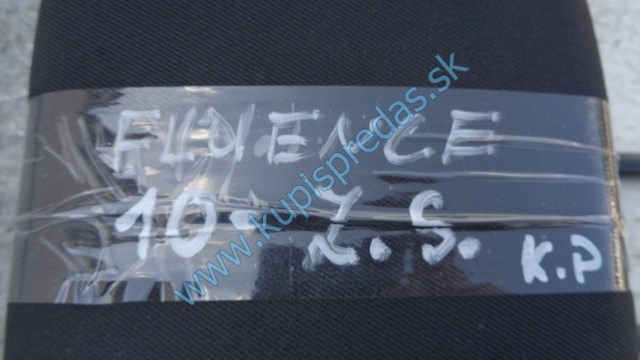 FLUENCE
10- Z.S. K.P
www.kupispredas.sk